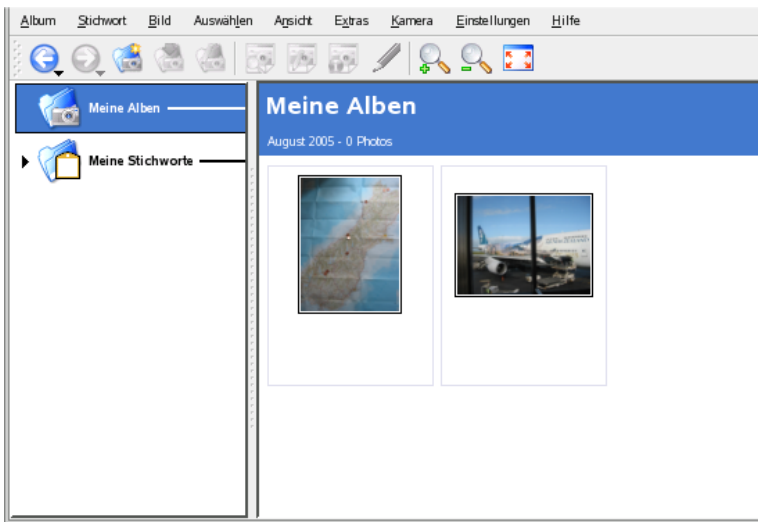 Album Stichwort Bild Auswählen Ansicht Extras Kamera Einstellungen Hilfe
Meine Alben
Meine Stichworte
Meine Alben
August 2005 - 0 Photos